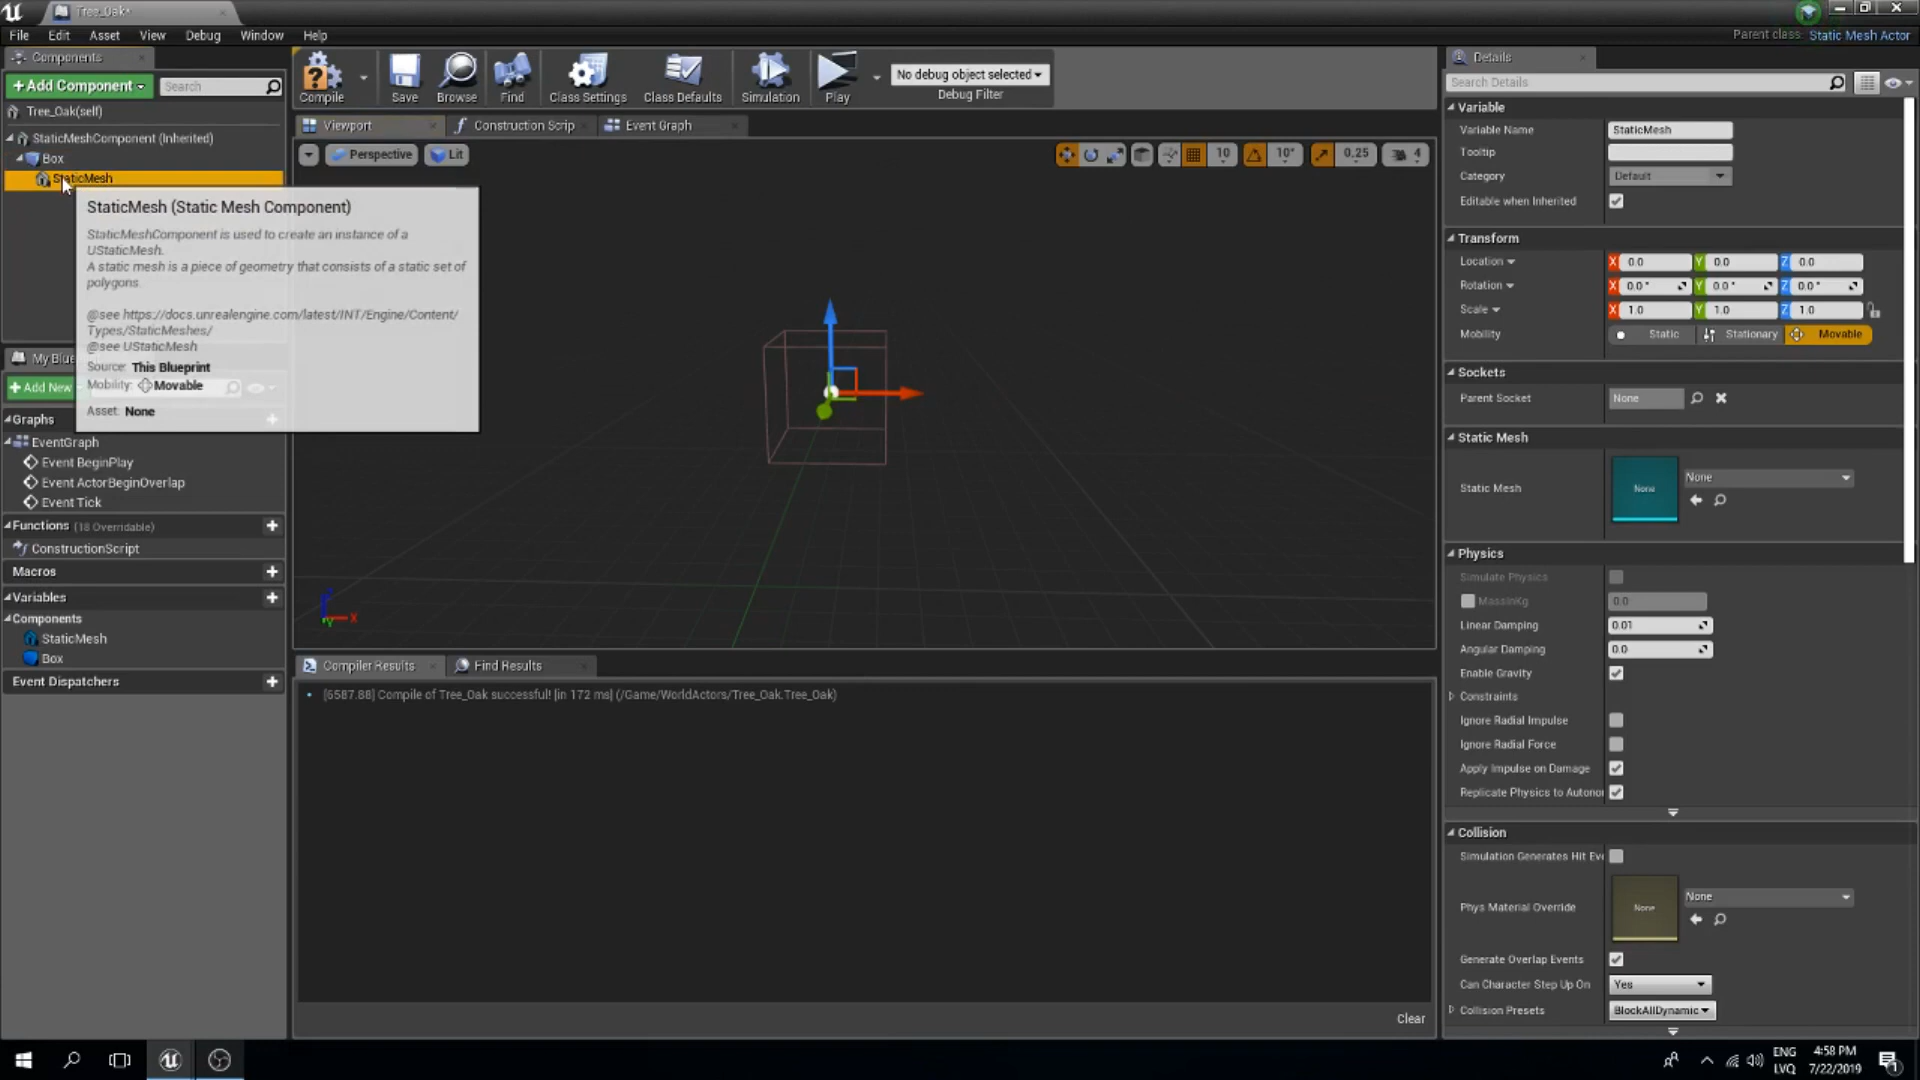 Tree_Oak*
File Edit Asset View Debug Window Help
Parent class: Static Mesh Actor
Components
+Add Component
Search
Tree_Oak(self)
StaticMeshComponent (Inherited)
Box
StaticMesh
StaticMesh (Static Mesh Component)
StaticMeshComponent is used to create an instance of a
UStaticMesh.
A static mesh is a piece of geometry that consists of a static set of
polygons.
@see https://docs.unrealengine.com/latest/INT/Engine/Content/
Types/StaticMeshes/
@see UStaticMesh
Source: This Blueprint
Mobility: Movable
Asset: None
My Blue
+Add New
Graphs
EventGraph
Event BeginPlay
Event ActorBeginOverlap
Event Tick
Functions (18 Overridable)
ConstructionScript
Macros
Variables
Components
StaticMesh
Box
Event Dispatchers
Compile Save Browse Find Class Settings Class Defaults Simulation Play
No debug object selected
Debug Filter
Viewport Construction Scrip Event Graph
Perspective Lit
10 10° 0.25 4
Z X Y
Compiler Results Find Results
[6587.88] Compile of Tree_Oak successful! [in 172 ms] (/Game/WorldActors/Tree_Oak.Tree_Oak)
Clear
Details
Search Details
Variable
Variable Name StaticMesh
Tooltip
Category Default
Editable when Inherited
Transform
Location X 0.0 Y 0.0 Z 0.0
Rotation X 0.0° Y 0.0° Z 0.0°
Scale X 1.0 Y 1.0 Z 1.0
Mobility Static Stationary Movable
Sockets
Parent Socket None
Static Mesh
Static Mesh None None
Physics
Simulate Physics
MassInKg 0.0
Linear Damping 0.01
Angular Damping 0.0
Enable Gravity
Constraints
Ignore Radial Impulse
Ignore Radial Force
Apply Impulse on Damage
Replicate Physics to Autono
Collision
Simulation Generates Hit Eve
Phys Material Override None None
Generate Overlap Events
Can Character Step Up On Yes
Collision Presets BlockAllDynamic
ENG
LVQ
4:58 PM
7/22/2019
1